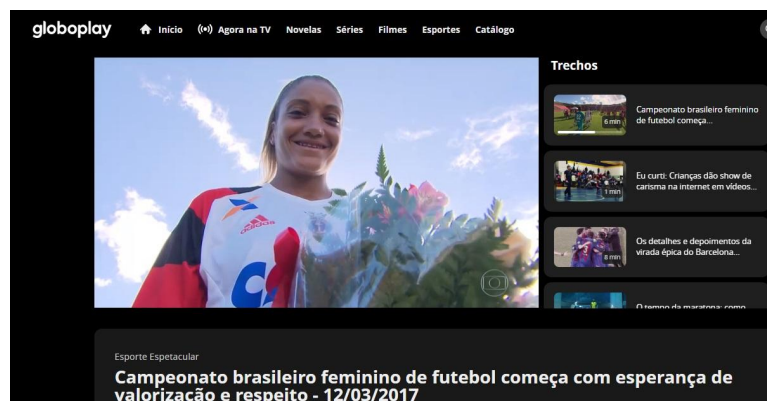 globoplay
Início
Agora na TV
Novelas
Séries
Filmes
Esportes
Catálogo
Trechos
adidas
6 min
Campeonato brasileiro feminino
de futebol começa...
1 min
Eu curti: Crianças dão show de
carisma na internet em vídeos...
8 min
Os detalhes e depoimentos da
virada épica do Barcelona...
O tempo da maratona: como
Esporte Espetacular
Campeonato brasileiro feminino de futebol começa com esperança de
valorização e respeito - 12/03/2017